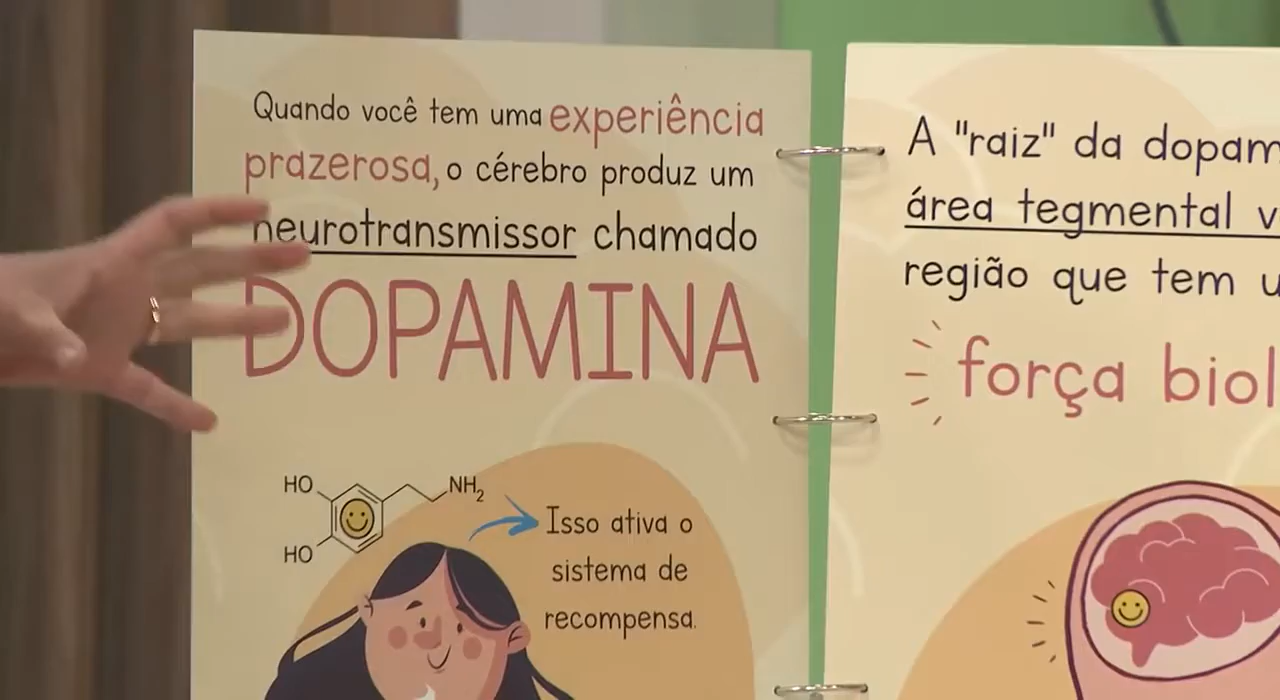 Quando você tem uma experiência
prazerosa, o cérebro produz um
neurotransmissor chamado
DOPAMINA
HO
NH2
HO
Isso ativa o
sistema de
recompensa.
A "raiz" da dopam
área tegmental v
região que tem u
força biol